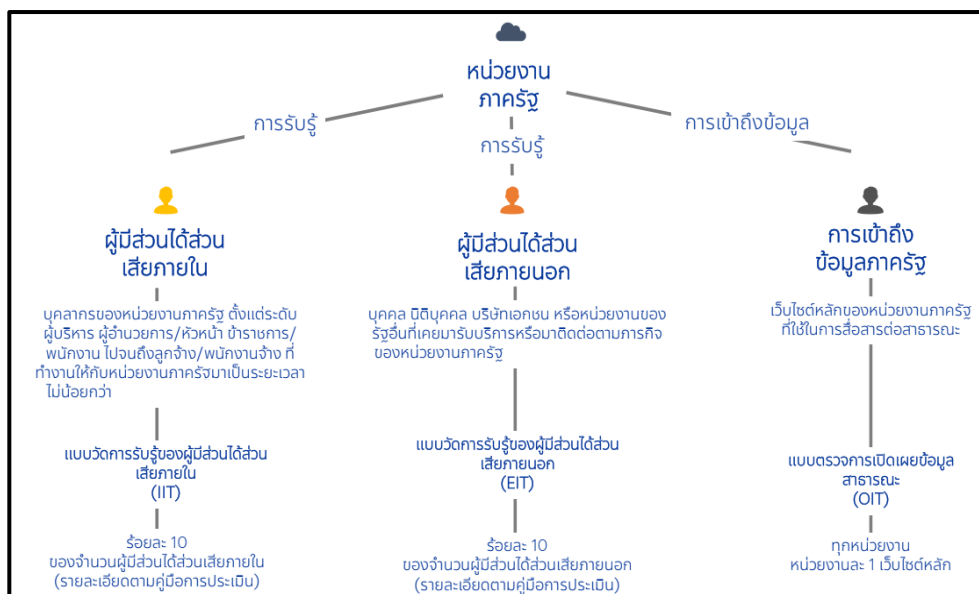 หน่วยงาน
ภาครัฐ
การรับรู้
การรับรู้
การเข้าถึงข้อมูล
ผู้มีส่วนได้ส่วน
เสียภายใน
บุคลากรของหน่วยงานภาครัฐ ตั้งแต่ระดับ
ผู้บริหาร ผู้อำนวยการ/หัวหน้า ข้าราชการ/
พนักงาน ไปจนถึงลูกจ้าง/พนักงานจ้าง ที่
ทำงานให้กับหน่วยงานภาครัฐมาเป็นระยะเวลา
ไม่น้อยกว่า
แบบวัดการรับรู้ของผู้มีส่วนได้ส่วน
เสียภายใน
(IIT)
ร้อยละ 10
ของจำนวนผู้มีส่วนได้ส่วนเสียภายใน
(รายละเอียดตามคู่มือการประเมิน)
ผู้มีส่วนได้ส่วน
เสียภายนอก
บุคคล นิติบุคคล บริษัทเอกชน หรือหน่วยงานของ
รัฐอื่นที่เคยมารับบริการหรือมาติดต่อตามภารกิจ
ของหน่วยงานภาครัฐ
แบบวัดการรับรู้ของผู้มีส่วนได้ส่วน
เสียภายนอก
(EIT)
ร้อยละ 10
ของจำนวนผู้มีส่วนได้ส่วนเสียภายนอก
(รายละเอียดตามคู่มือการประเมิน)
การเข้าถึง
ข้อมูลภาครัฐ
เว็บไซต์หลักของหน่วยงานภาครัฐ
ที่ใช้ในการสื่อสารต่อสาธารณะ
แบบตรวจการเปิดเผยข้อมูล
สาธารณะ
(OIT)
ทุกหน่วยงาน
หน่วยงานละ 1 เว็บไซต์หลัก